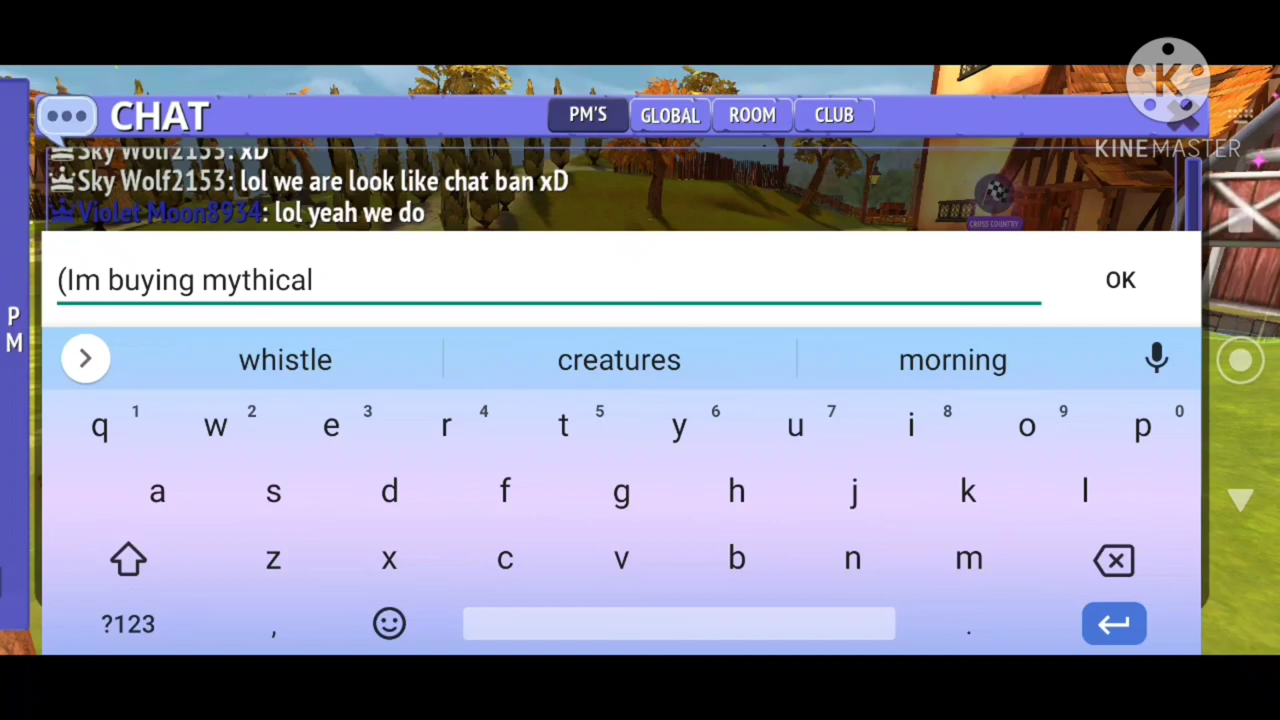 CHAT
PM'S GLOBAL ROOM CLUB
K
KINEMASTER
Sky Wolf2153: xD
Sky Wolf2153: lol we are look like chat ban xD
Violet Moon8934: lol yeah we do
CROSS COUNTRY
(Im buying mythical
OK
P
M
whistle creatures morning
q 1 w 2 e 3 r 4 t 5 y 6 u 7 i 8 o 9 p 0
a s d f g h j k l
z x c v b n m
?123 , .